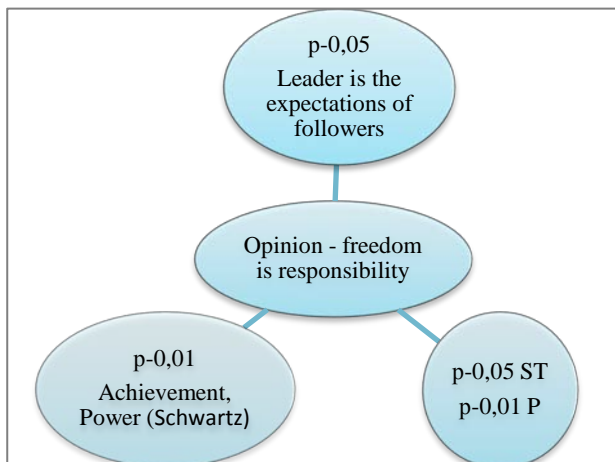 p-0,05
Leader is the
expectations of
followers
Opinion - freedom
is responsibility
p-0,01
Achievement,
Power (Schwartz)
p-0,05 ST
p-0,01 P